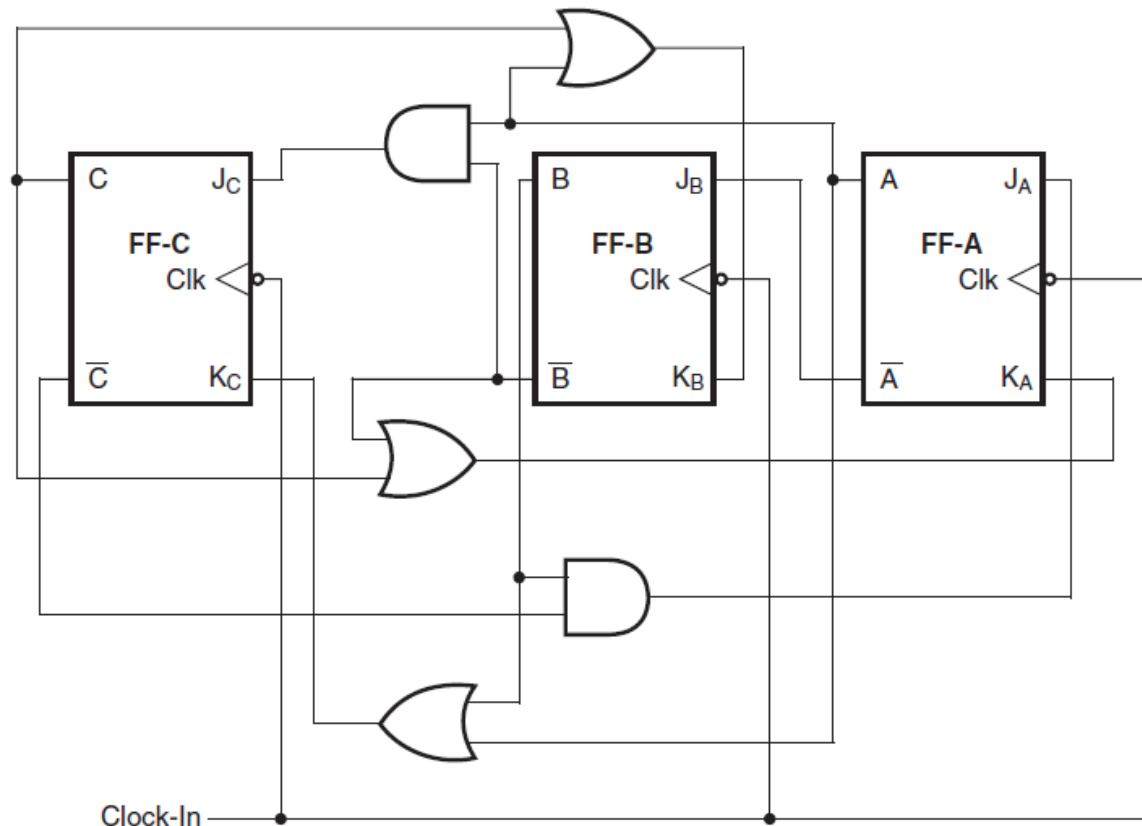 C J_C B J_B A J_A
FF-C FF-B FF-A
Clk Clk Clk
C̅ K_C B̅ K_B A̅ K_A
Clock-In